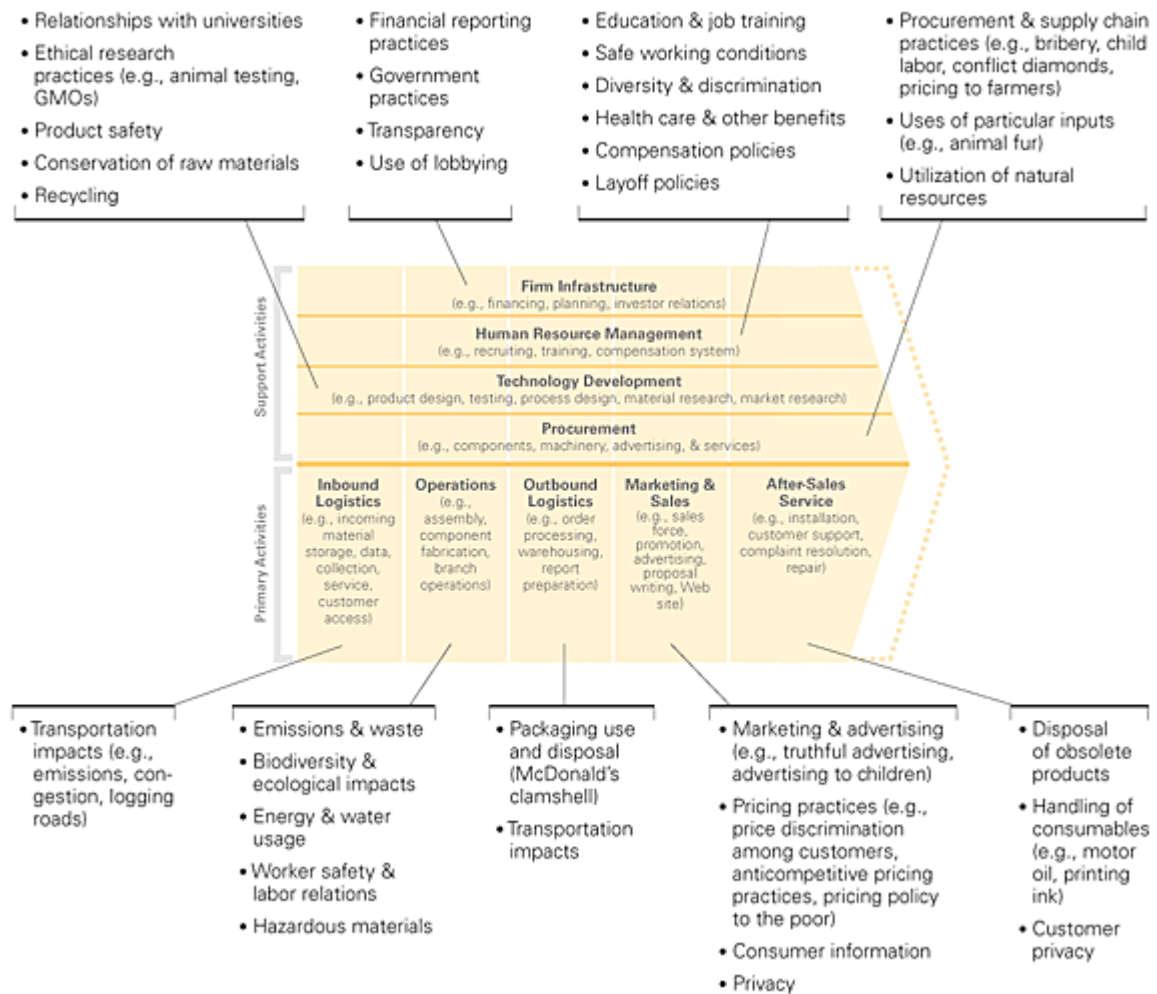 • Relationships with universities
• Ethical research
practices (e.g., animal testing,
GMOs)
• Product safety
• Conservation of raw materials
• Recycling
• Financial reporting
practices
• Government
practices
• Transparency
• Use of lobbying
• Education & job training
• Safe working conditions
• Diversity & discrimination
• Health care & other benefits
• Compensation policies
• Layoff policies
• Procurement & supply chain
practices (e.g., bribery, child
labor, conflict diamonds,
pricing to farmers)
• Uses of particular inputs
(e.g., animal fur)
• Utilization of natural
resources
Support Activities
Firm Infrastructure
(e.g., financing, planning, investor relations)
Human Resource Management
(e.g., recruiting, training, compensation system)
Technology Development
(e.g., product design, testing, process design, material research, market research)
Procurement
(e.g., components, machinery, advertising, & services)
Primary Activities
Inbound
Logistics
(e.g., incoming
material
storage, data,
collection,
service,
customer
access)
Operations
(e.g.,
assembly,
component
fabrication,
branch
operations)
Outbound
Logistics
(e.g., order
processing,
warehousing,
report
preparation)
Marketing &
Sales
(e.g., sales
force,
promotion,
advertising,
proposal
writing, Web
site)
After-Sales
Service
(e.g., installation,
customer support,
complaint resolution,
repair)
• Transportation
impacts (e.g.,
emissions, con-
gestion, logging
roads)
• Emissions & waste
• Biodiversity &
ecological impacts
• Energy & water
usage
• Worker safety &
labor relations
• Hazardous materials
• Packaging use
and disposal
(McDonald's
clamshell)
• Transportation
impacts
• Marketing & advertising
(e.g., truthful advertising,
advertising to children)
• Pricing practices (e.g.,
price discrimination
among customers,
anticompetitive pricing
practices, pricing policy
to the poor)
• Consumer information
• Privacy
• Disposal
of obsolete
products
• Handling of
consumables
(e.g., motor
oil, printing
ink)
• Customer
privacy